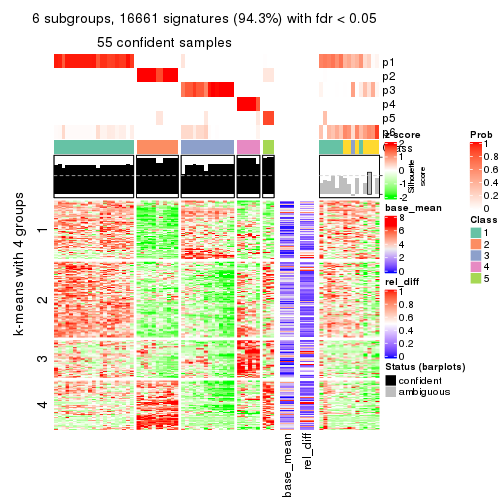 6 subgroups, 16661 signatures (94.3%) with fdr < 0.05
55 confident samples
p1
p2
p3
p4
p5
p6
Class
z-score
2
1
0
-1
-2
Silhouette
score
base_mean
8
6
4
2
0
rel_diff
1
0.8
0.6
0.4
0.2
0
Status (barplots)
confident
ambiguous
Prob
1
0.8
0.6
0.4
0.2
0
Class
1
2
3
4
5
k-means with 4 groups
1
2
3
4
base_mean
rel_diff